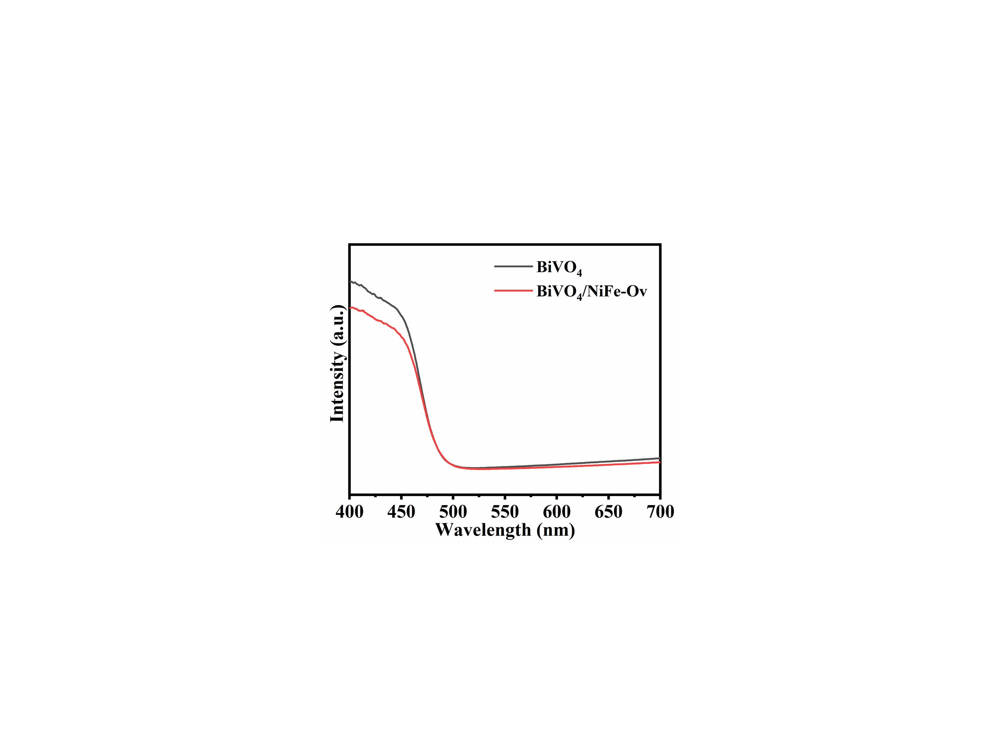 BiVO₄
BiVO₄/NiFe-Ov
Intensity (a.u.)
400 450 500 550 600 650 700
Wavelength (nm)